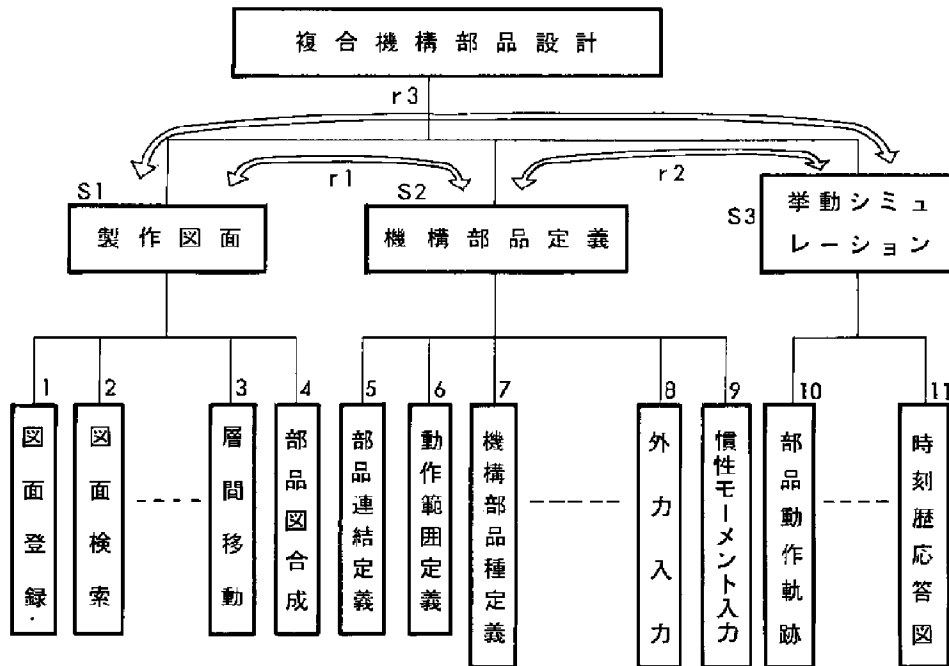 複合機構部品設計
r3
r1
r2
S1
製作図面
S2
機構部品定義
S3
挙動シミュ
レーション
1
図面登録
2
図面検索
3
層間移動
4
部品図合成
5
部品連結定義
6
動作範囲定義
7
機構部品種定義
8
外力入力
9
慣性モーメント入力
10
部品動作軌跡
11
時刻歴応答図